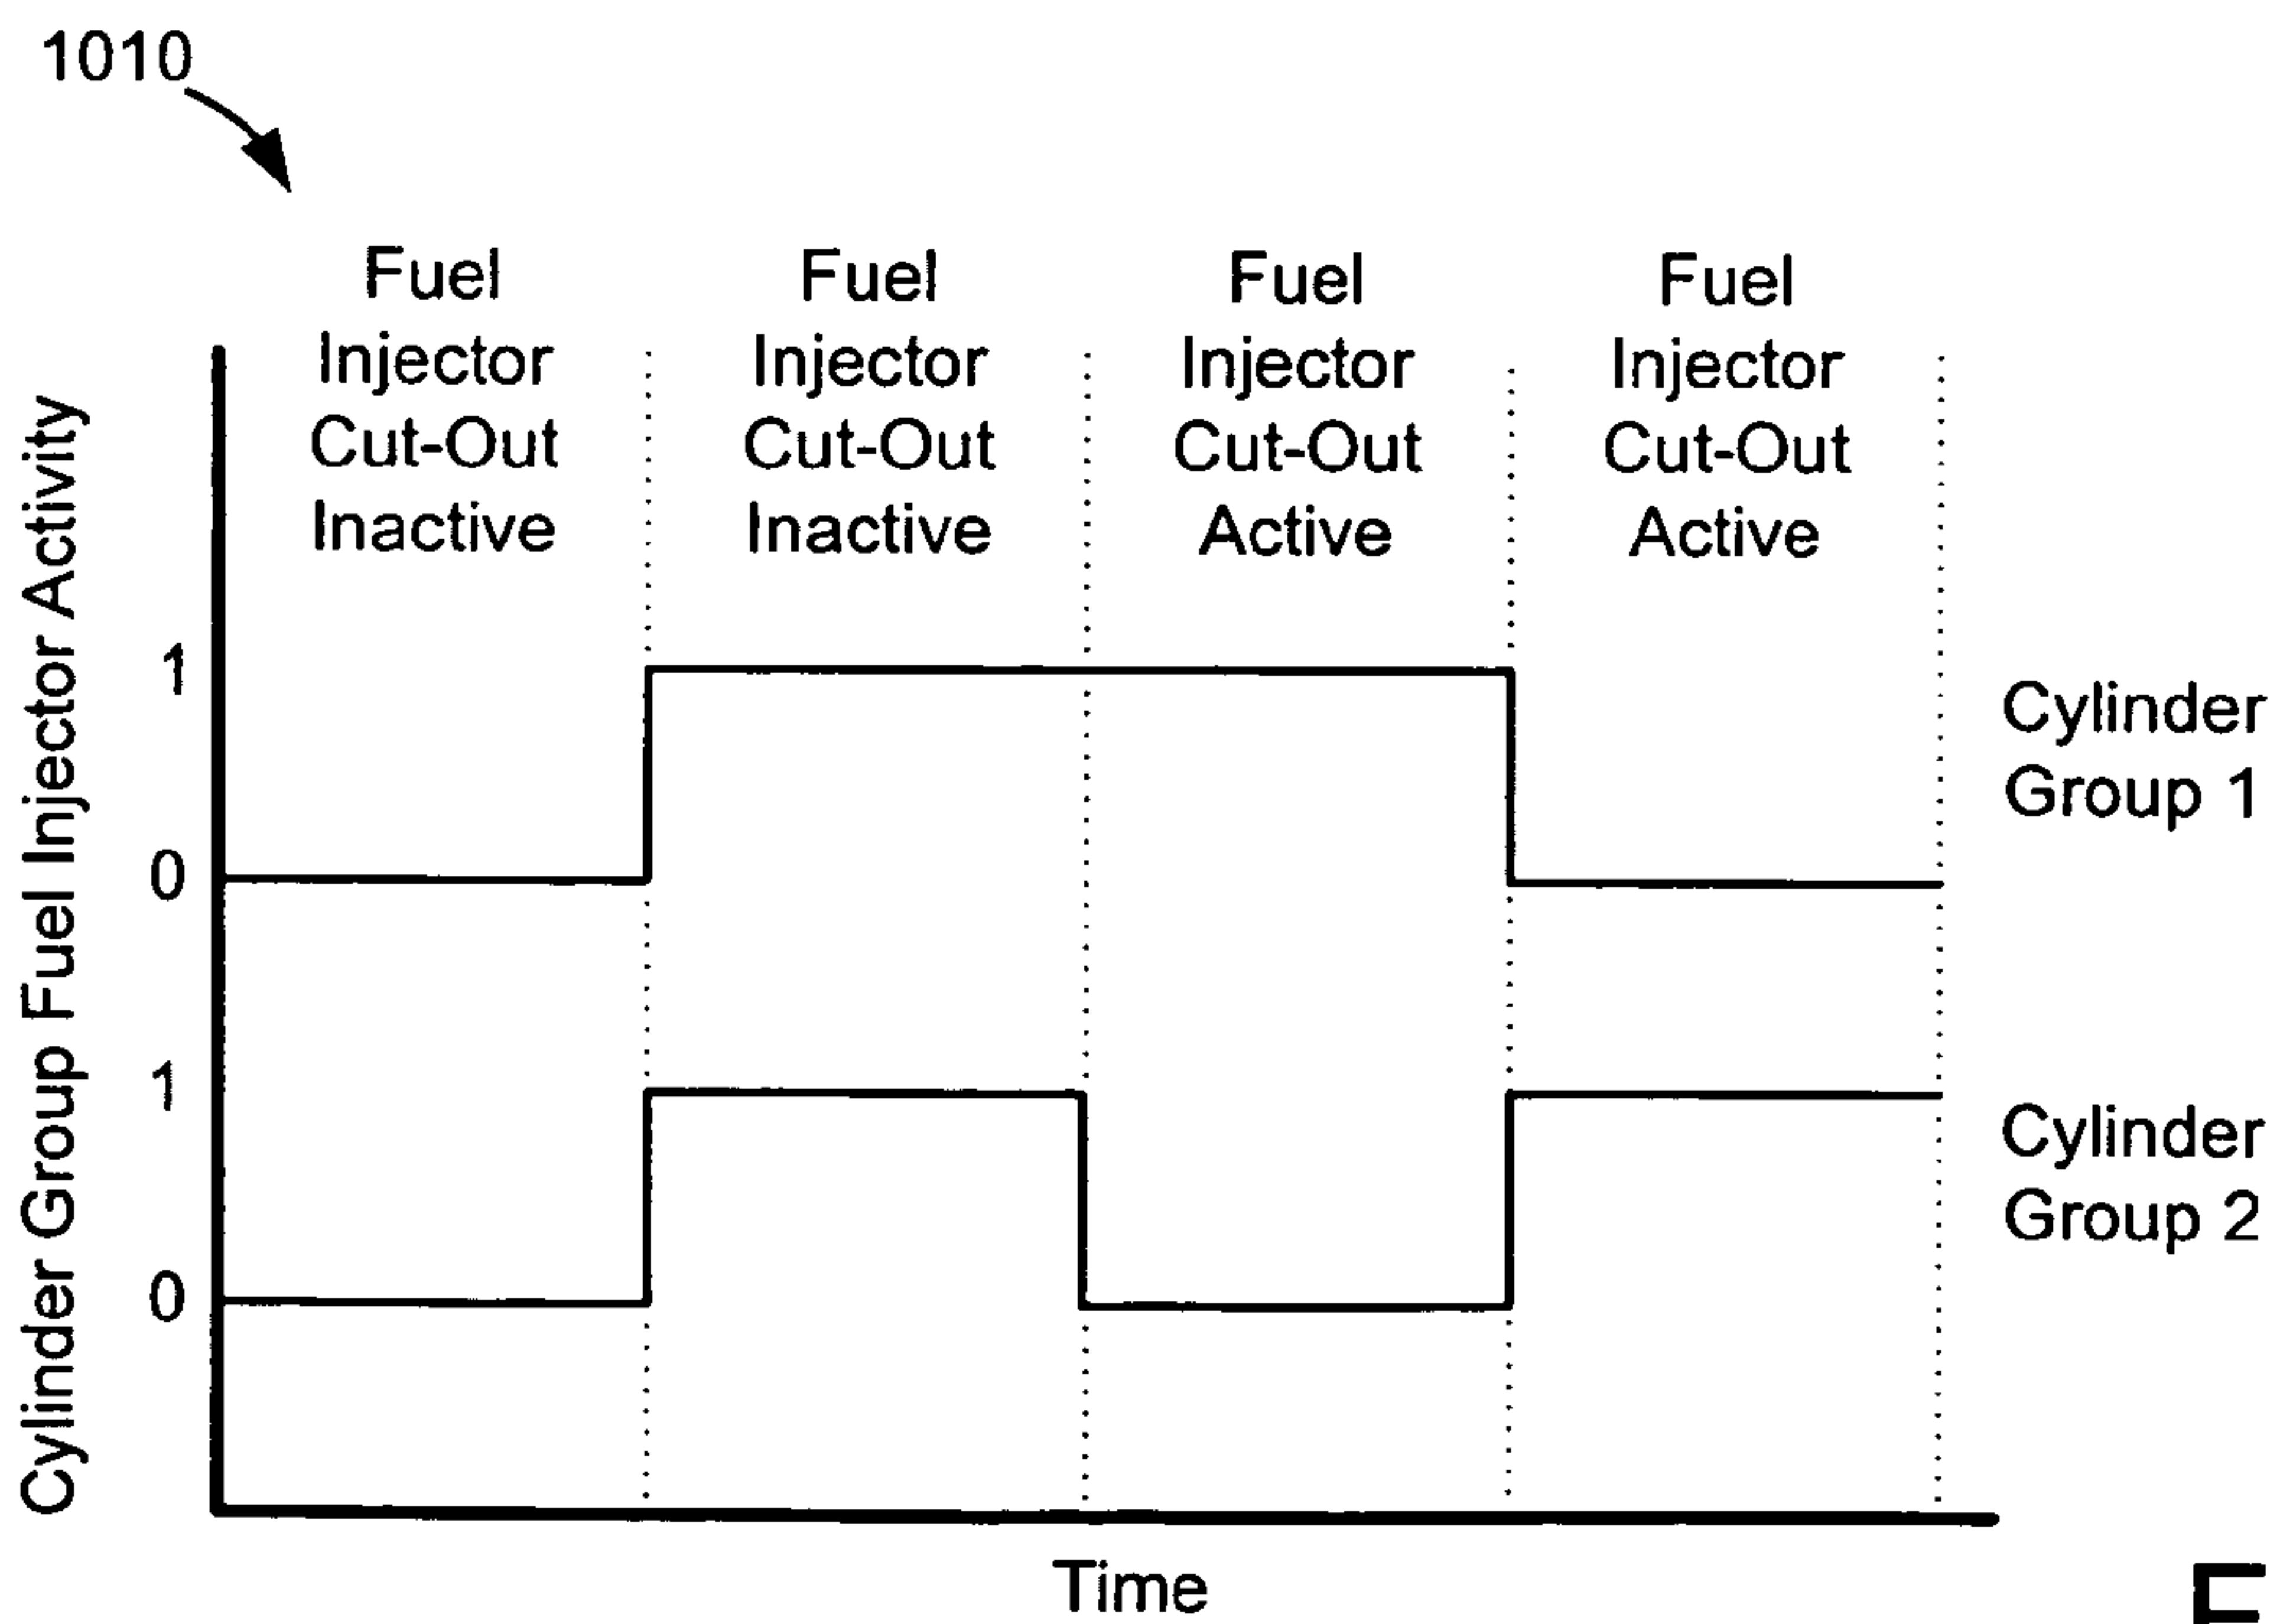 1010
Fuel
Injector
Cut-Out
Inactive
Fuel
Injector
Cut-Out
Inactive
Fuel
Injector
Cut-Out
Active
Fuel
Injector
Cut-Out
Active
Cylinder Group Fuel Injector Activity
1
0
Cylinder
Group 1
1
0
Cylinder
Group 2
Time